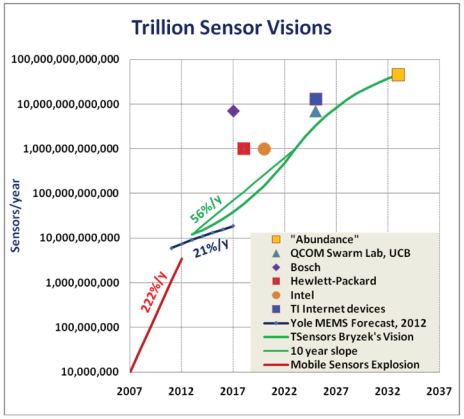 Trillion Sensor Visions
Sensors/year
100,000,000,000,000
10,000,000,000,000
1,000,000,000,000
100,000,000,000
10,000,000,000
1,000,000,000
100,000,000
10,000,000
56%/y
21%/y
222%/y
"Abundance"
QCOM Swarm Lab, UCB
Bosch
Hewlett-Packard
Intel
TI Internet devices
Yole MEMS Forecast, 2012
TSensors Bryzek's Vision
10 year slope
Mobile Sensors Explosion
2007 2012 2017 2022 2027 2032 2037